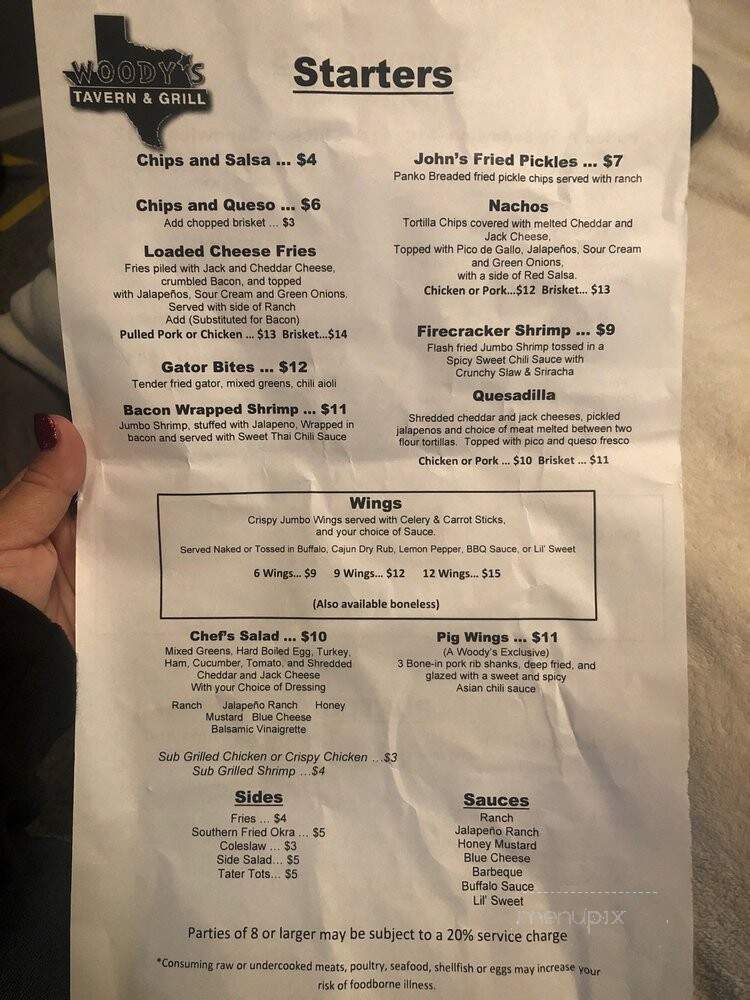 WOODY'S
TAVERN & GRILL
Starters
Chips and Salsa ... $4
Chips and Queso ... $6
Add chopped brisket ... $3
Loaded Cheese Fries
Fries piled with Jack and Cheddar Cheese,
crumbled Bacon, and topped
with Jalapeños, Sour Cream and Green Onions.
Served with side of Ranch
Add (Substituted for Bacon)
Pulled Pork or Chicken ... $13 Brisket...$14
Gator Bites ... $12
Tender fried gator, mixed greens, chili aioli
Bacon Wrapped Shrimp ... $11
Jumbo Shrimp, stuffed with Jalapeno, Wrapped in
bacon and served with Sweet Thai Chili Sauce
John's Fried Pickles ... $7
Panko Breaded fried pickle chips served with ranch
Nachos
Tortilla Chips covered with melted Cheddar and
Jack Cheese,
Topped with Pico de Gallo, Jalapeños, Sour Cream
and Green Onions,
with a side of Red Salsa.
Chicken or Pork...$12 Brisket... $13
Firecracker Shrimp ... $9
Flash fried Jumbo Shrimp tossed in a
Spicy Sweet Chili Sauce with
Crunchy Slaw & Sriracha
Quesadilla
Shredded cheddar and jack cheeses, pickled
jalapenos and choice of meat melted between two
flour tortillas. Topped with pico and queso fresco
Chicken or Pork ... $10 Brisket ... $11
Wings
Crispy Jumbo Wings served with Celery & Carrot Sticks,
and your choice of Sauce.
Served Naked or Tossed in Buffalo, Cajun Dry Rub, Lemon Pepper, BBQ Sauce, or Lil' Sweet
6 Wings... $9 9 Wings... $12 12 Wings... $15
(Also available boneless)
Chef's Salad ... $10
Mixed Greens, Hard Boiled Egg, Turkey,
Ham, Cucumber, Tomato, and Shredded
Cheddar and Jack Cheese
With your Choice of Dressing
Ranch Jalapeño Ranch Honey
Mustard Blue Cheese
Balsamic Vinaigrette
Sub Grilled Chicken or Crispy Chicken ...$3
Sub Grilled Shrimp ...$4
Pig Wings ... $11
(A Woody's Exclusive)
3 Bone-in pork rib shanks, deep fried, and
glazed with a sweet and spicy
Asian chili sauce
Sides
Fries ... $4
Southern Fried Okra ... $5
Coleslaw ... $3
Side Salad... $5
Tater Tots... $5
Sauces
Ranch
Jalapeño Ranch
Honey Mustard
Blue Cheese
Barbeque
Buffalo Sauce
Lil' Sweet
menupix
Parties of 8 or larger may be subject to a 20% service charge
*Consuming raw or undercooked meats, poultry, seafood, shellfish or eggs may increase your
risk of foodborne illness.